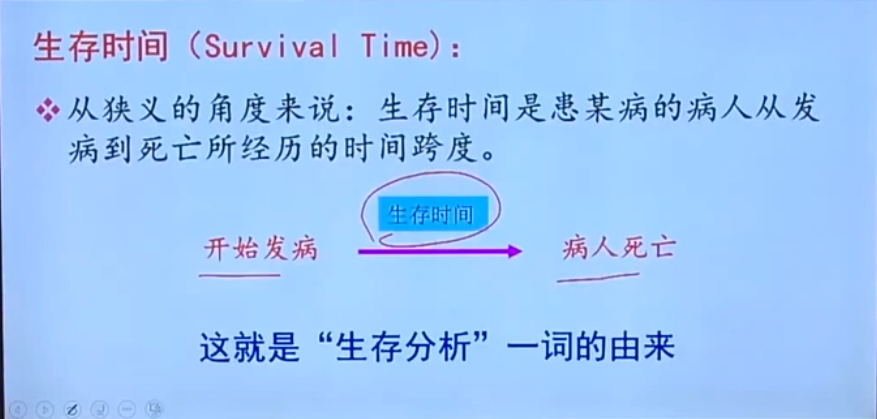 生存时间（Survival Time）：
从狭义的角度来说：生存时间是患某病的病人从发
病到死亡所经历的时间跨度。
生存时间
开始发病
病人死亡
这就是“生存分析”一词的由来